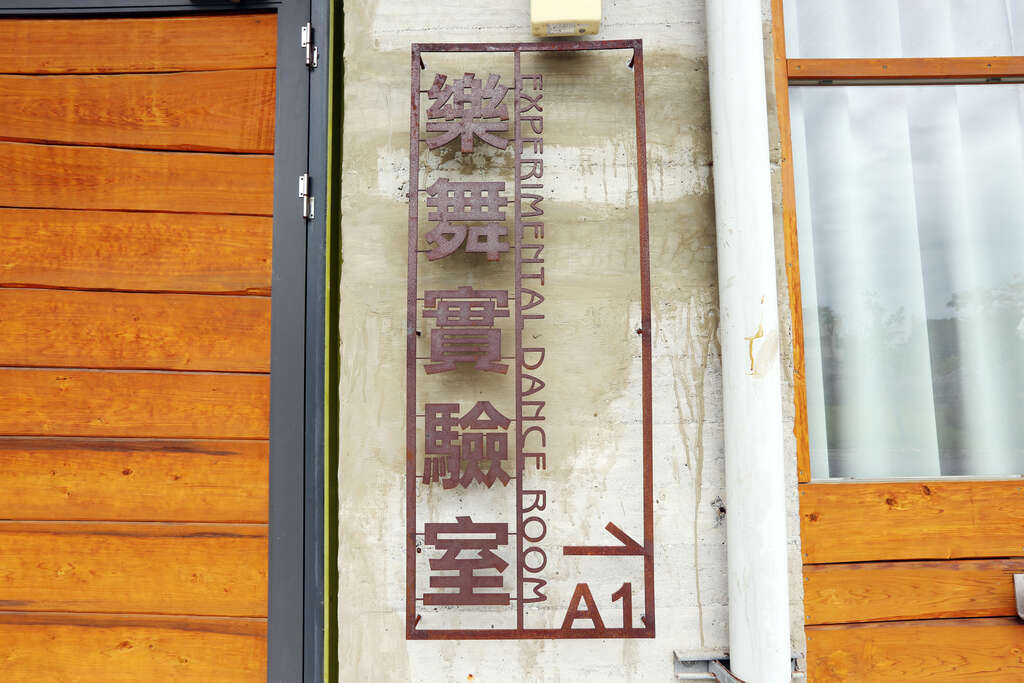 樂舞實驗室
EXPERIMENTAL DANCE ROOM
A1